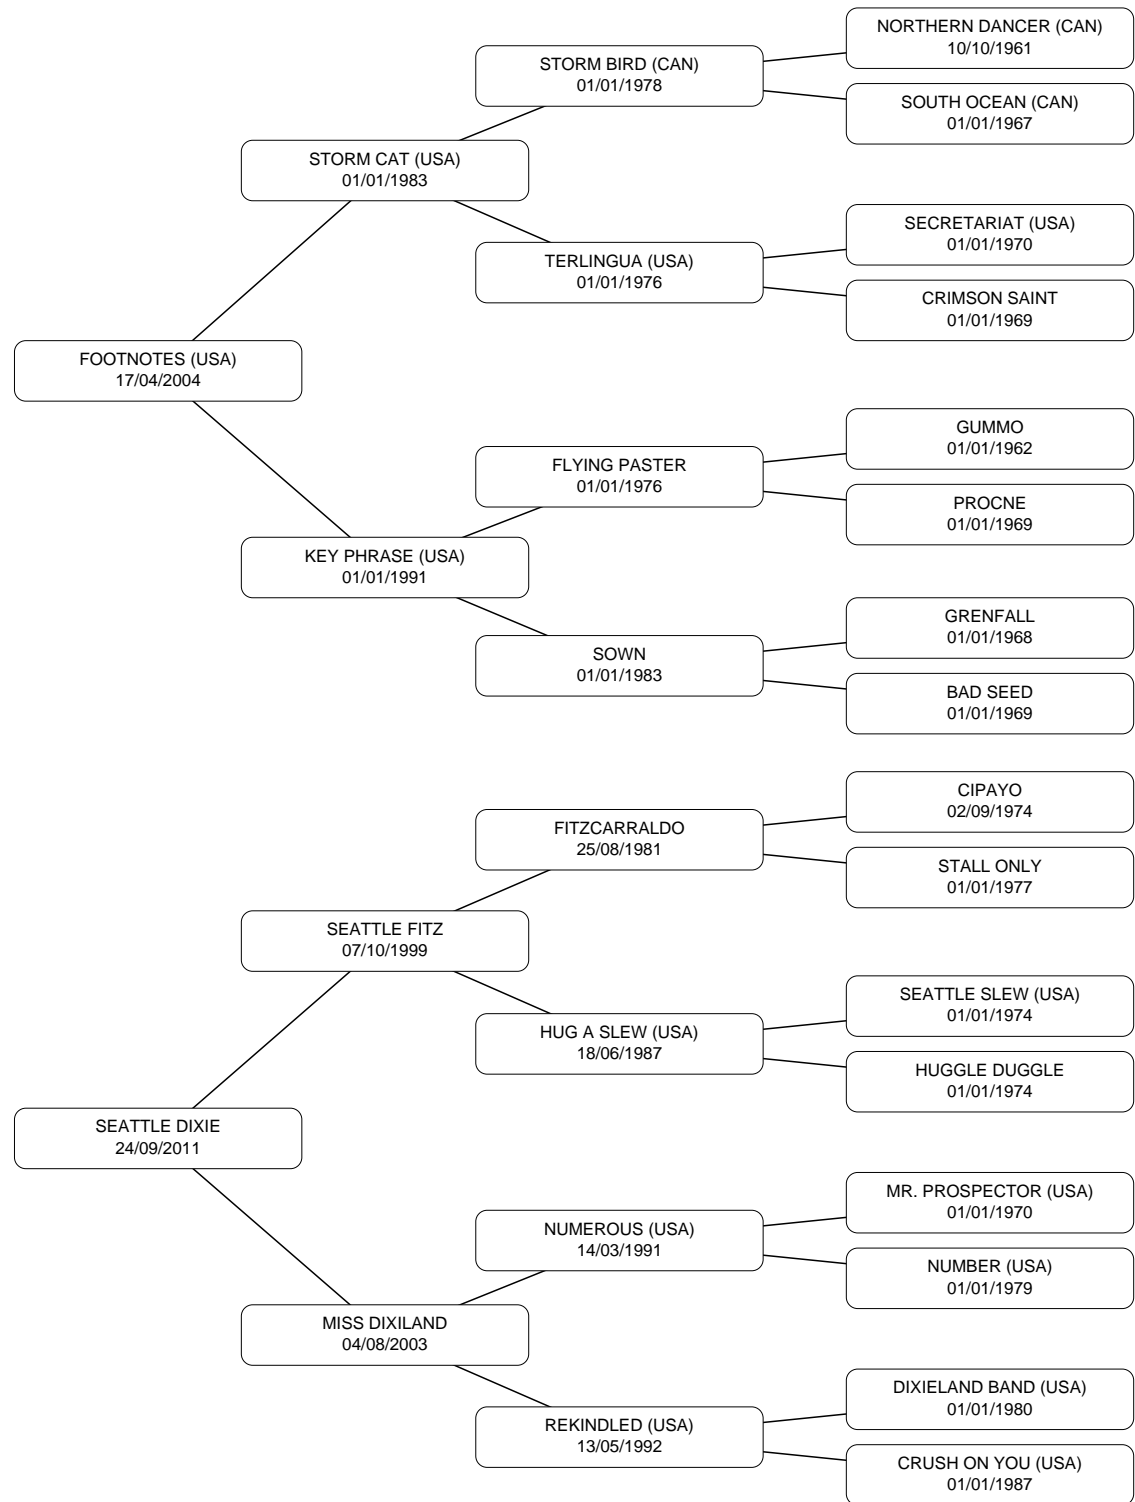 NORTHERN DANCER (CAN)
10/10/1961
STORM BIRD (CAN)
01/01/1978
SOUTH OCEAN (CAN)
01/01/1967
STORM CAT (USA)
01/01/1983
SECRETARIAT (USA)
01/01/1970
TERLINGUA (USA)
01/01/1976
CRIMSON SAINT
01/01/1969
FOOTNOTES (USA)
17/04/2004
GUMMO
01/01/1962
FLYING PASTER
01/01/1976
PROCNE
01/01/1969
KEY PHRASE (USA)
01/01/1991
GRENFALL
01/01/1968
SOWN
01/01/1983
BAD SEED
01/01/1969
CIPAYO
02/09/1974
FITZCARRALDO
25/08/1981
STALL ONLY
01/01/1977
SEATTLE FITZ
07/10/1999
SEATTLE SLEW (USA)
01/01/1974
HUG A SLEW (USA)
18/06/1987
HUGGLE DUGGLE
01/01/1974
SEATTLE DIXIE
24/09/2011
MR. PROSPECTOR (USA)
01/01/1970
NUMEROUS (USA)
14/03/1991
NUMBER (USA)
01/01/1979
MISS DIXILAND
04/08/2003
DIXIELAND BAND (USA)
01/01/1980
REKINDLED (USA)
13/05/1992
CRUSH ON YOU (USA)
01/01/1987